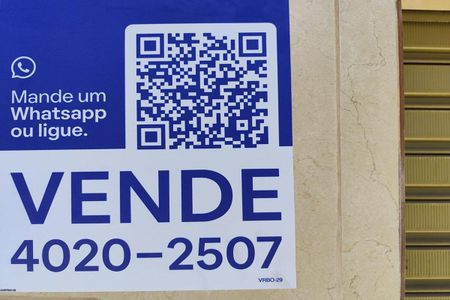 Mande um
Whatsapp
ou ligue.
VENDE
4020-2507
VRBO-29